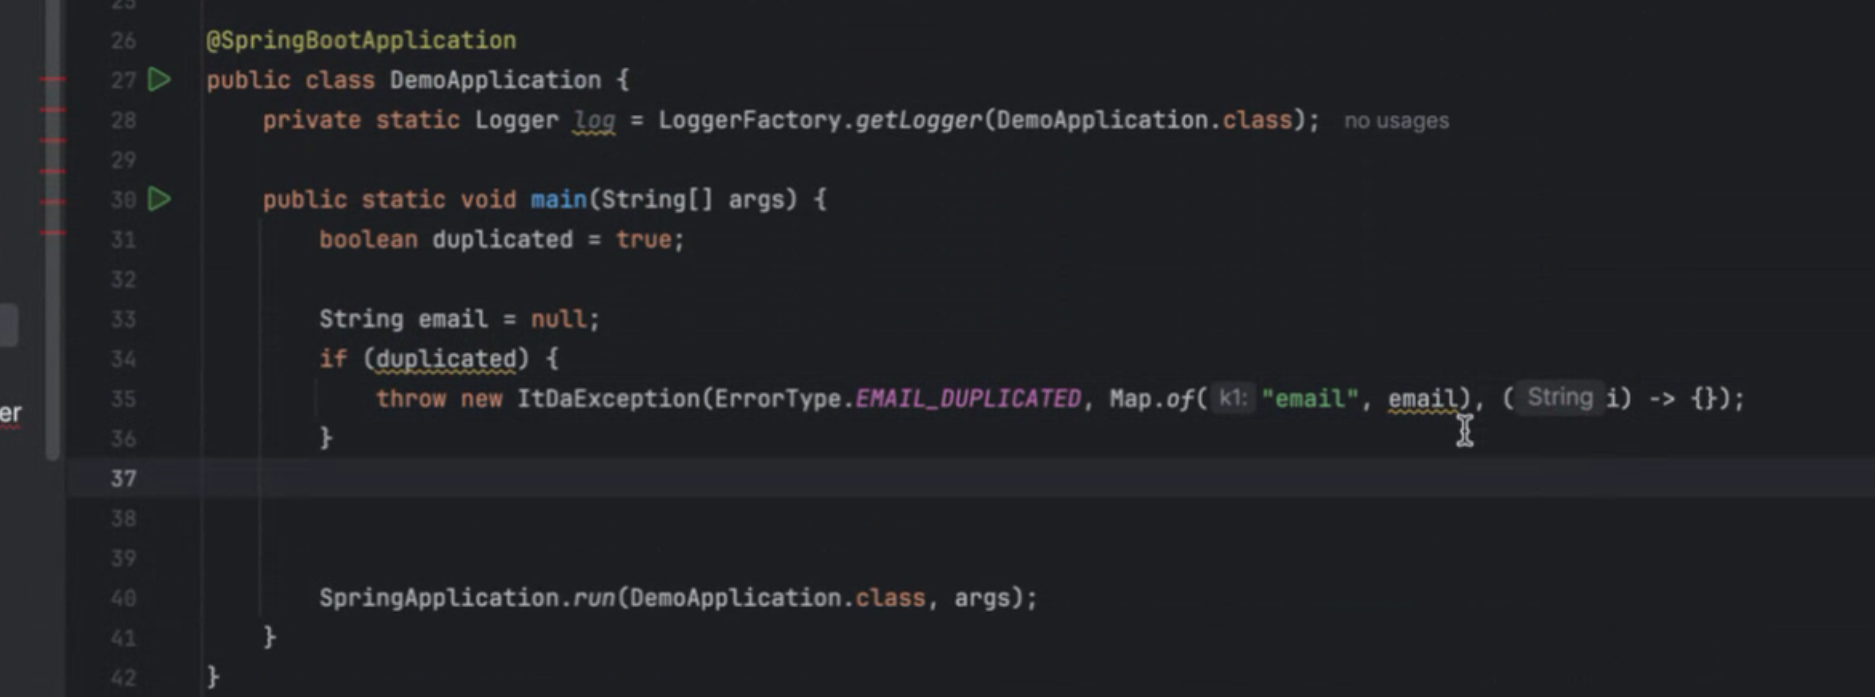 25
26 @SpringBootApplication
27 public class DemoApplication {
28 private static Logger log = LoggerFactory.getLogger(DemoApplication.class); no usages
29
30 public static void main(String[] args) {
31 boolean duplicated = true;
32
33 String email = null;
34 if (duplicated) {
35 throw new ItDaException(ErrorType.EMAIL_DUPLICATED, Map.of( k1: "email", email), ( String i) -> {});
er
36 }
37
38
39
40 SpringApplication.run(DemoApplication.class, args);
41 }
42 }